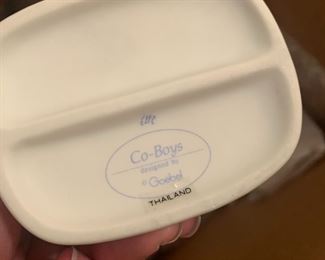 Co-Boys
designed by
Goebel
THAILAND